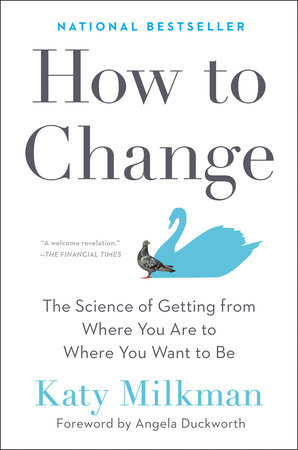 NATIONAL BESTSELLER
How to
Change
"A welcome revelation."
—THE FINANCIAL TIMES
The Science of Getting from
Where You Are to
Where You Want to Be
Katy Milkman
Foreword by Angela Duckworth